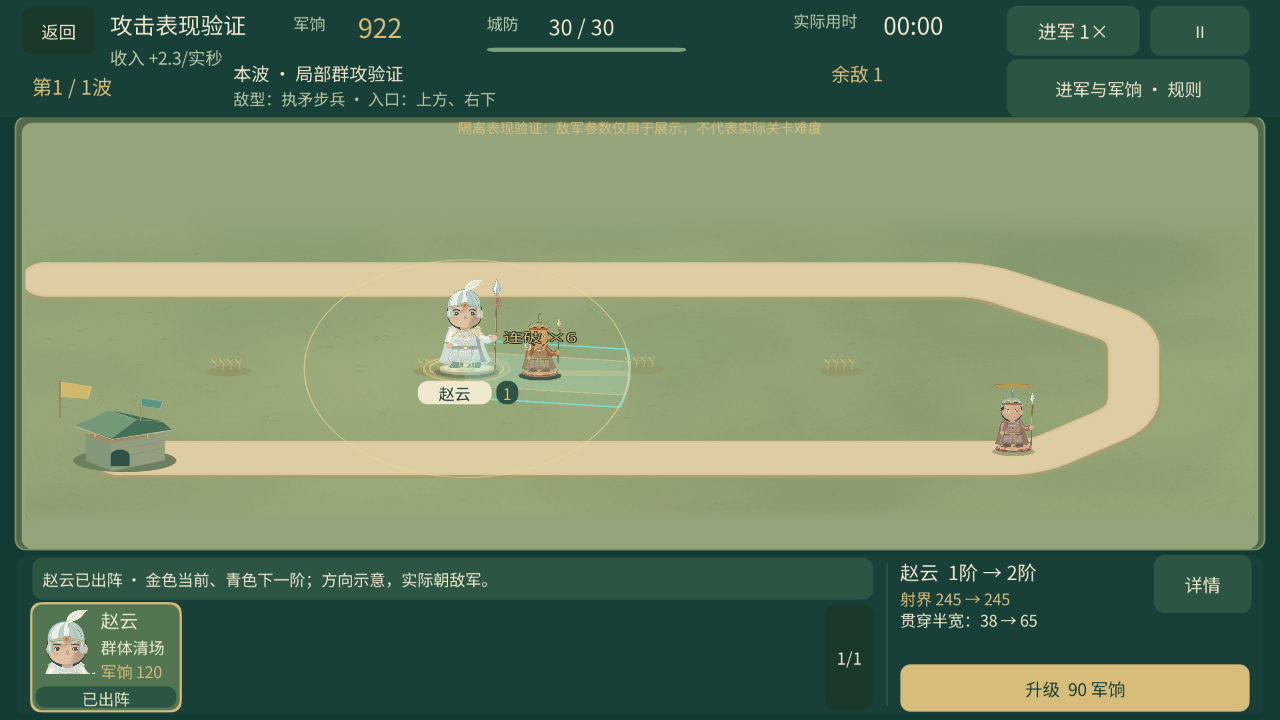 返回
攻击表现验证
军饷 922
城防 30 / 30
实际用时 00:00
进军 1×
II
收入 +2.3/实秒
第1 / 1波
本波 · 局部群攻验证
敌型：执矛步兵 · 入口：上方、右下
余敌 1
进军与军饷 · 规则
隔离表现验证：敌军参数仅用于展示，不代表实际关卡难度
连破 ×6
赵云 1
赵云已出阵 · 金色当前、青色下一阶；方向示意，实际朝敌军。
赵云
群体清场
军饷 120
已出阵
1/1
赵云 1阶 → 2阶
射界 245 → 245
贯穿半宽：38 → 65
详情
升级 90 军饷